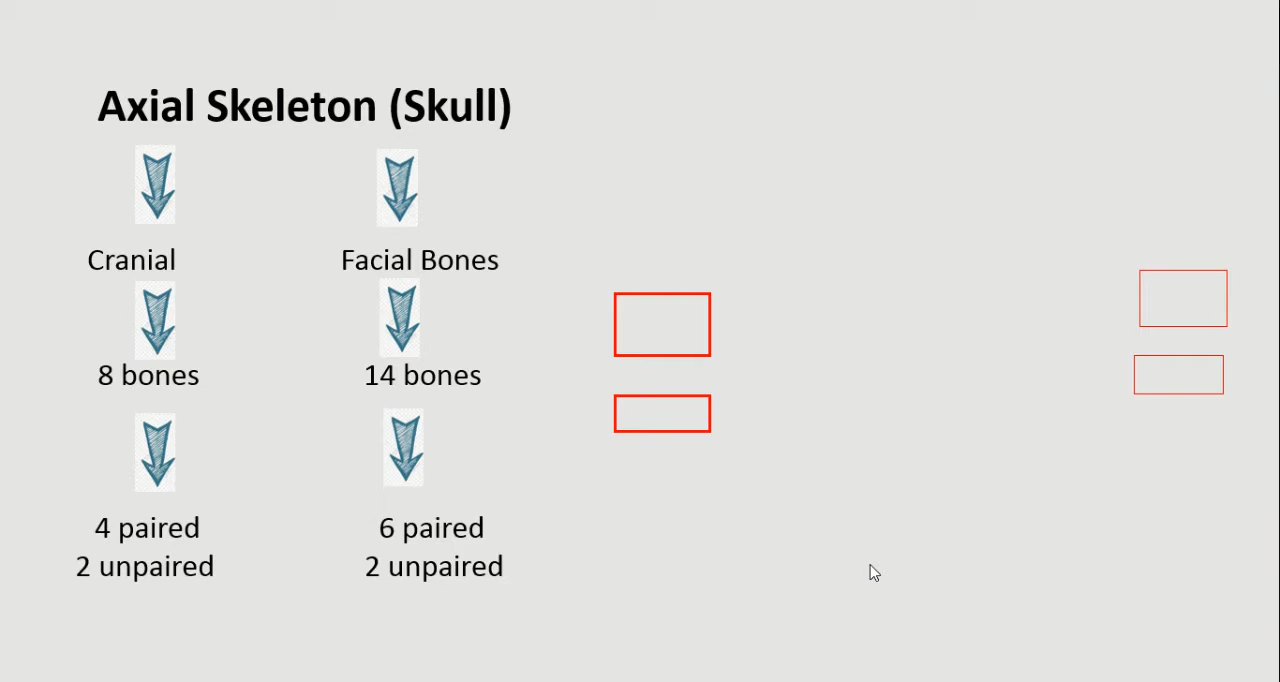 Axial Skeleton (Skull)
Cranial
Facial Bones
8 bones
14 bones
4 paired
2 unpaired
6 paired
2 unpaired